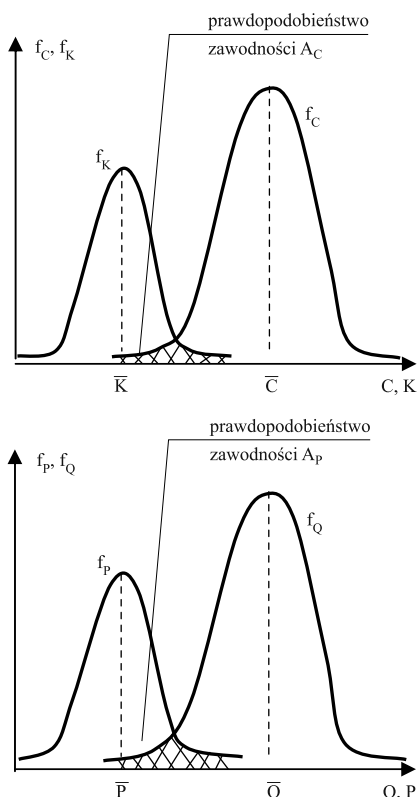 prawdopodobieństwo
zawodności A_C
f_C, f_K
f_C
f_K
K̅
C̅
C, K
prawdopodobieństwo
zawodności A_P
f_P, f_Q
f_Q
f_P
P̅
Q̅
Q, P